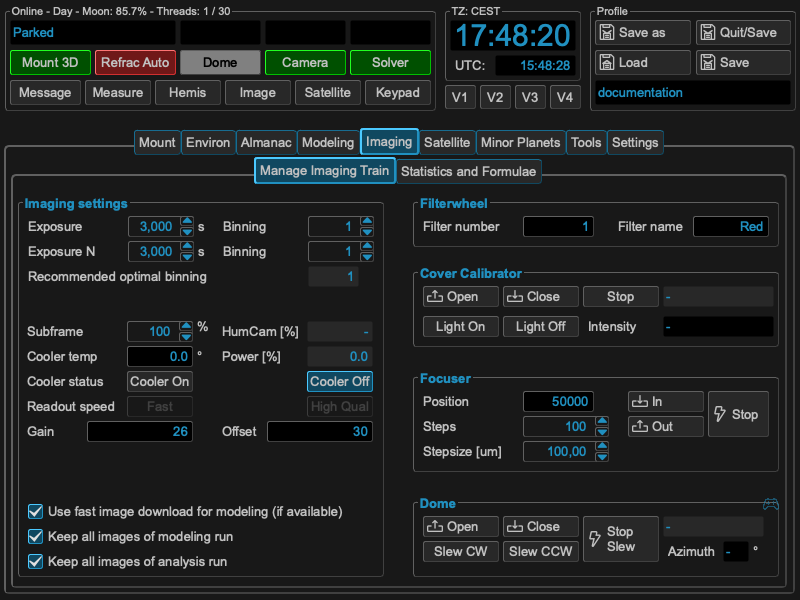 Online - Day - Moon: 85.7% - Threads: 1 / 30
Parked
Mount 3D Refrac Auto Dome Camera Solver
Message Measure Hemis Image Satellite Keypad
TZ: CEST
17:48:20
UTC: 15:48:28
V1 V2 V3 V4
Profile
Save as Quit/Save
Load Save
documentation
Mount Environ Almanac Modeling Imaging Satellite Minor Planets Tools Settings
Manage Imaging Train Statistics and Formulae
Imaging settings
Exposure 3,000 s Binning 1
Exposure N 3,000 s Binning 1
Recommended optimal binning 1
Subframe 100 % HumCam [%] -
Cooler temp 0.0 ° Power [%] 0.0
Cooler status Cooler On Cooler Off
Readout speed Fast High Qual
Gain 26 Offset 30
Use fast image download for modeling (if available)
Keep all images of modeling run
Keep all images of analysis run
Filterwheel
Filter number 1 Filter name Red
Cover Calibrator
Open Close Stop -
Light On Light Off Intensity -
Focuser
Position 50000 In
Steps 100 Out Stop
Stepsize [um] 100,00
Dome
Open Close Stop Slew -
Slew CW Slew CCW Azimuth - °